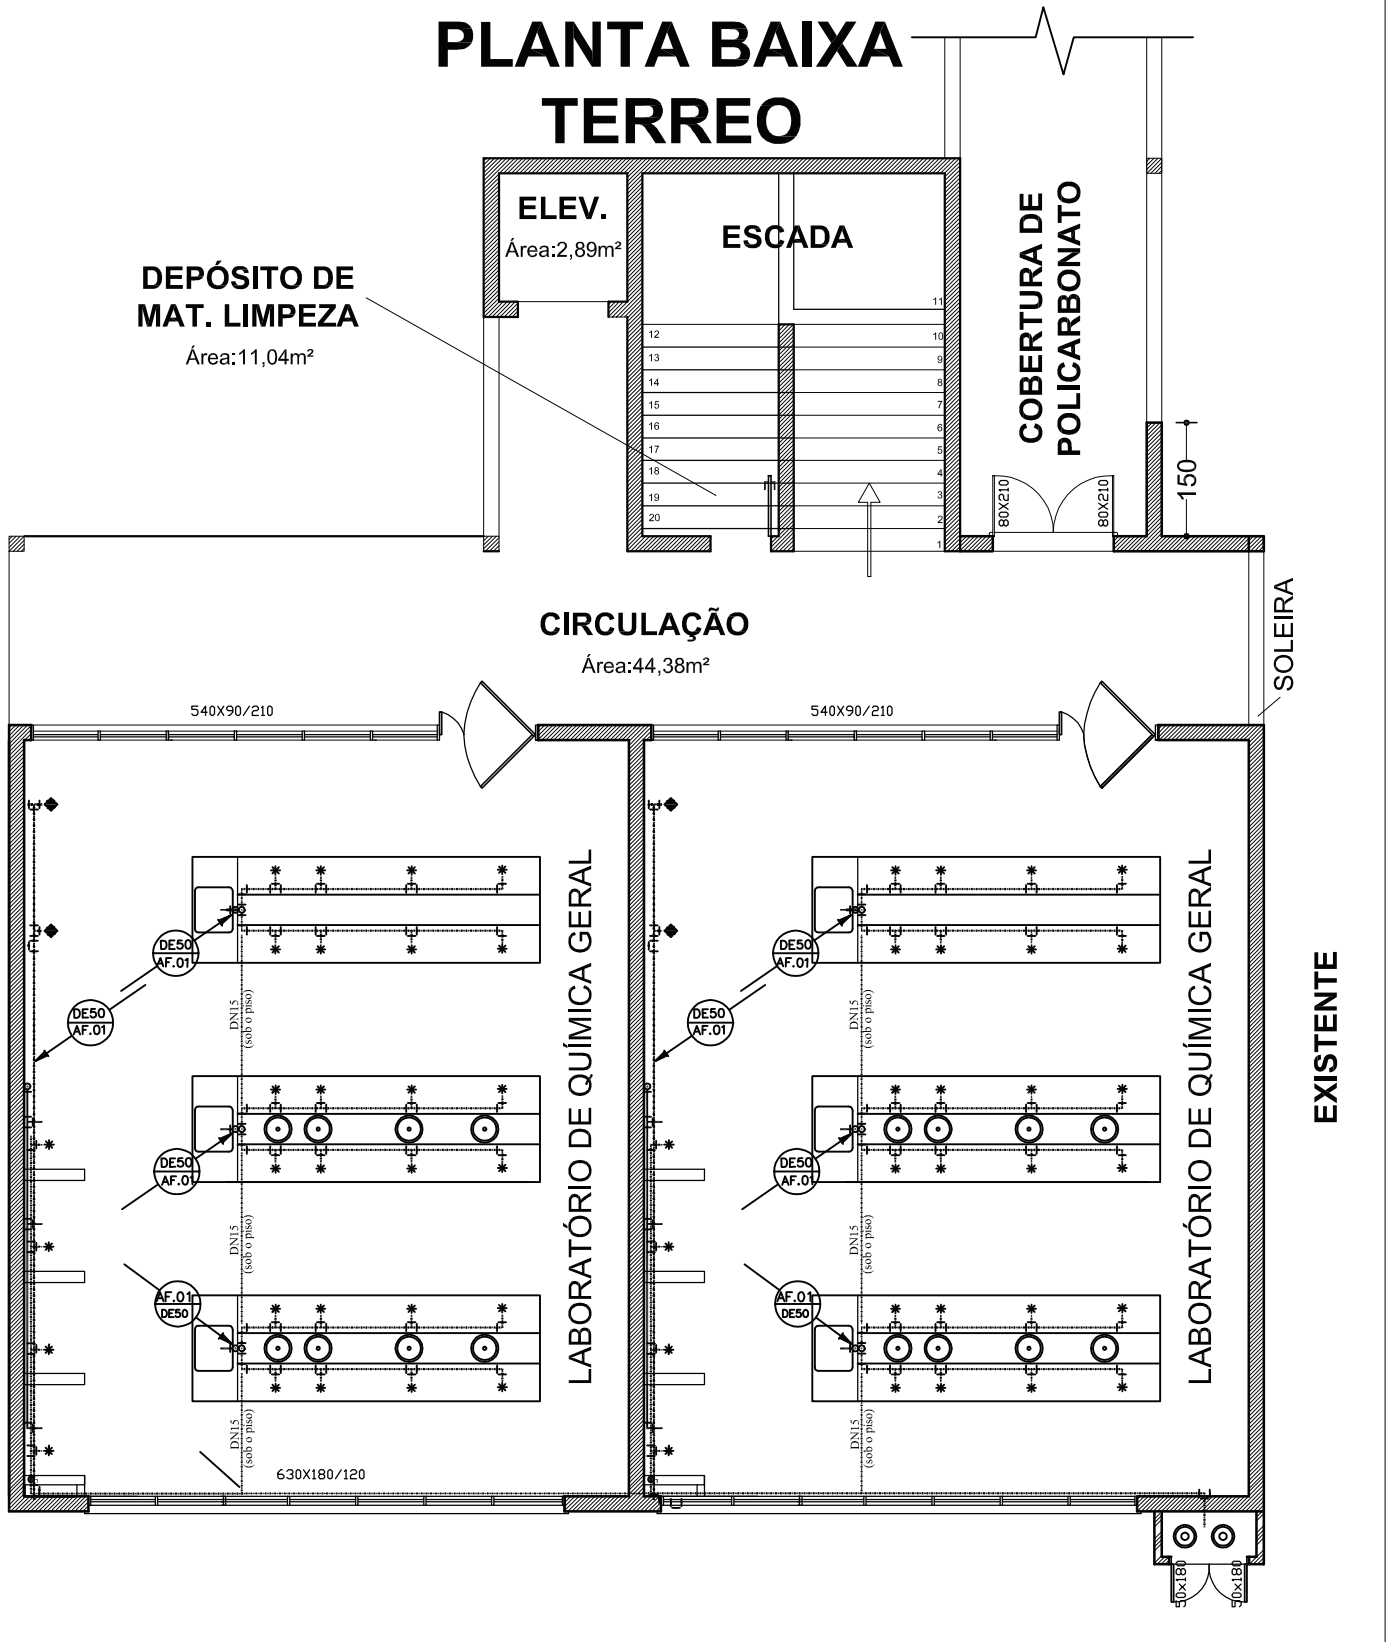 PLANTA BAIXA
TERREO
ELEV.
Área:2,89m²
ESCADA
DEPÓSITO DE
MAT. LIMPEZA
Área:11,04m²
COBERTURA DE
POLICARBONATO
11
12
10
13
9
14
8
15
7
16
6
17
5
18
4
19
3
20
2
1
80X210
80X210
150
CIRCULAÇÃO
Área:44,38m²
SOLEIRA
540X90/210
540X90/210
LABORATÓRIO DE QUÍMICA GERAL
LABORATÓRIO DE QUÍMICA GERAL
EXISTENTE
DE50
AF.01
DE50
AF.01
DE50
AF.01
DE50
AF.01
DN15
(sob o piso)
DN15
(sob o piso)
DE50
AF.01
DE50
AF.01
DN15
(sob o piso)
DN15
(sob o piso)
AF.01
DE50
AF.01
DE50
DN15
(sob o piso)
DN15
(sob o piso)
630X180/120
50x180
50x180